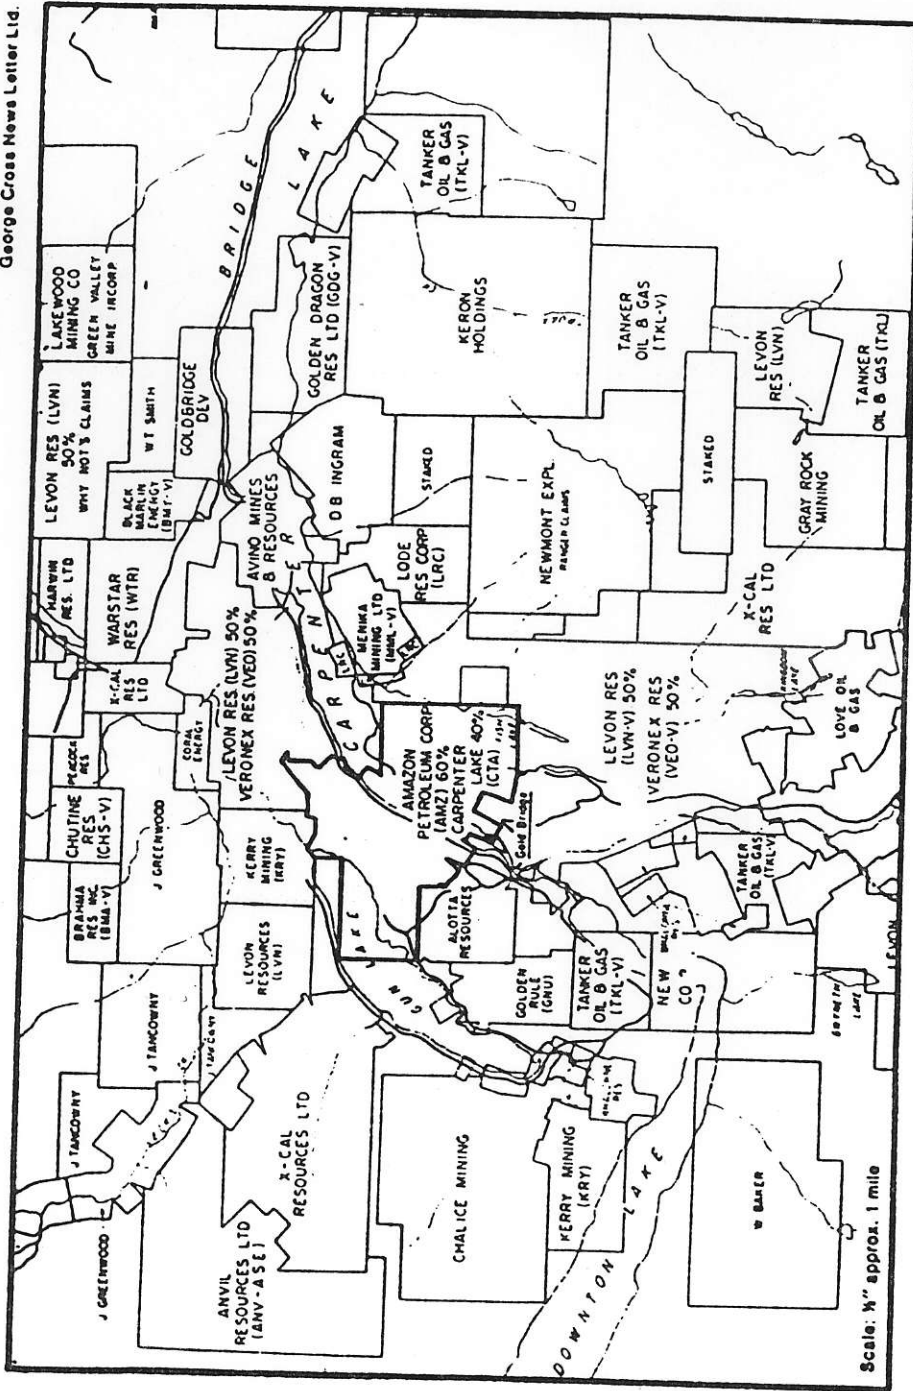 George Cross News Letter Ltd.
LAKEWOOD
MINING CO
GREEN VALLEY
MINE INCORP
LEVON RES (LVN)
50%
WHY NOT'S CLAIMS
WT SMITH
GOLDBRIDGE
DEV
BLACK
MARLIN
ENERGY
(BMT-V)
HARWIN
RES. LTD
WARSTAR
RES (WTR)
X-CAL
RES
LTD
PEACOCK
RES
CHUTINE
RES
(CHS-V)
BRAHMA
RES INC.
(BMA-V)
J GREENWOOD
CORAL
ENERGY
J TANCOWNY
J TANCOWNY
J GREENWOOD
BRIDGE
LAKE
TANKER
OIL & GAS
(TKL-V)
GOLDEN DRAGON
RES LTD (GDG-V)
KERON
HOLDINGS
DB INGRAM
STAKED
AVINO MINES
& RESOURCES
CARPENTER
LODE
RES CORP
(LRC)
MENIKA
MINING LTD
(MML-V)
LRC
LEVON RES. (LVN) 50%
VERONEX RES. (VEO) 50%
KERRY
MINING
(KRY)
LEVON
RESOURCES
(LVN)
X-CAL
RESOURCES LTD
ANVIL
RESOURCES LTD
(ANV-ASE)
TANKER
OIL & GAS
(TKL-V)
STAKED
LEVON
RES (LVN)
TANKER
OIL & GAS (TKL)
GRAY ROCK
MINING
NEWMONT EXPL.
RANGER CLAIMS
X-CAL
RES LTD
AMAZON
PETROLEUM CORP
(AMZ) 60%
CARPENTER
LAKE 40%
(CTA)
Gold Bridge
LEVON RES
(LVN-V) 50%
VERONEX RES
(VEO-V) 50%
LAKE
LOVE OIL
& GAS
GUN
LAKE
ALOTTA
RESOURCES
GOLDEN
RULE
(GNU)
TANKER
OIL & GAS
(TKL-V)
NEW
CO ?
TANKER
OIL & GAS
(TKL-V)
LEVON
LAKE
CHALICE MINING
KERRY MINING
(KRY)
RES
DOWNTON LAKE
W BAKER
Scale: ½" approx. 1 mile